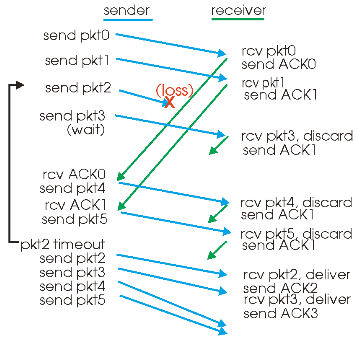 sender receiver
send pkt0
send pkt1
send pkt2
(loss)
X
send pkt3
(wait)
rcv ACK0
send pkt4
rcv ACK1
send pkt5
pkt2 timeout
send pkt2
send pkt3
send pkt4
send pkt5
rcv pkt0
send ACK0
rcv pkt1
send ACK1
rcv pkt3, discard
send ACK1
rcv pkt4, discard
send ACK1
rcv pkt5, discard
send ACK1
rcv pkt2, deliver
send ACK2
rcv pkt3, deliver
send ACK3